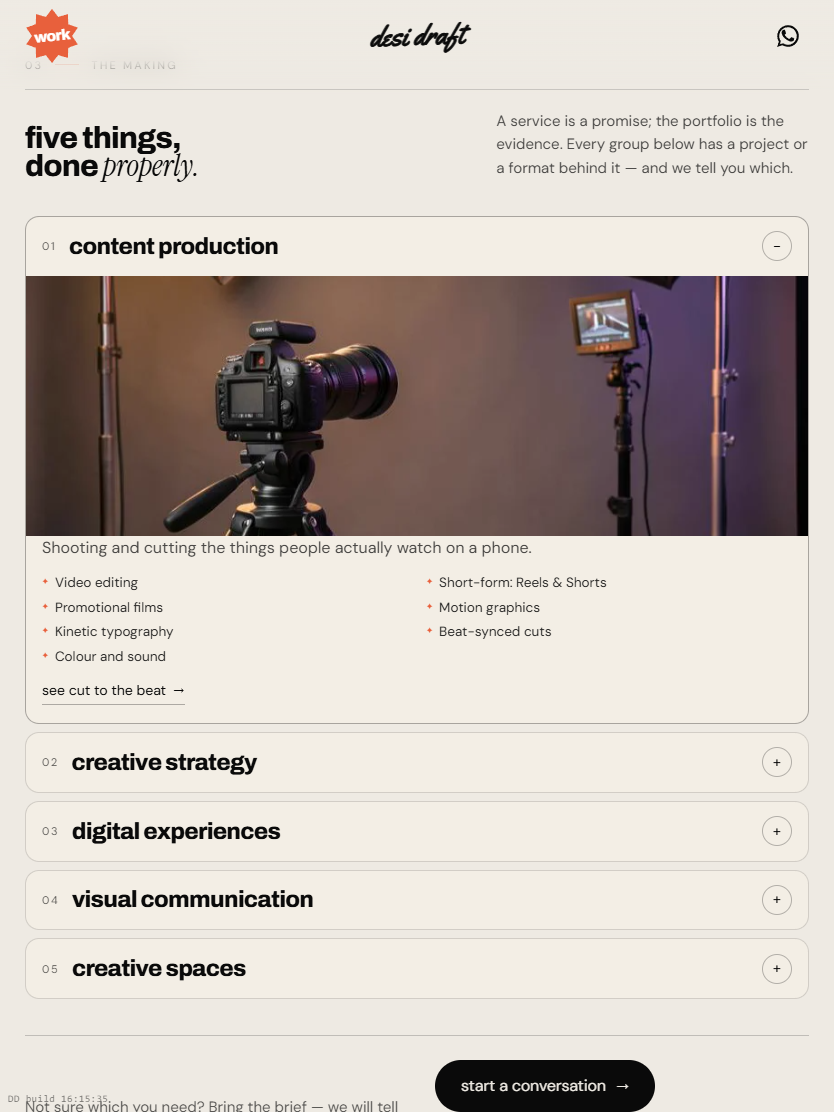 work
desi draft
03 THE MAKING
five things,
done properly.
A service is a promise; the portfolio is the
evidence. Every group below has a project or
a format behind it — and we tell you which.
01 content production −
Shooting and cutting the things people actually watch on a phone.
Video editing
Promotional films
Kinetic typography
Colour and sound
Short-form: Reels & Shorts
Motion graphics
Beat-synced cuts
see cut to the beat →
02 creative strategy +
03 digital experiences +
04 visual communication +
05 creative spaces +
start a conversation →
DD build 16:15:35
Not sure which you need? Bring the brief — we will tell